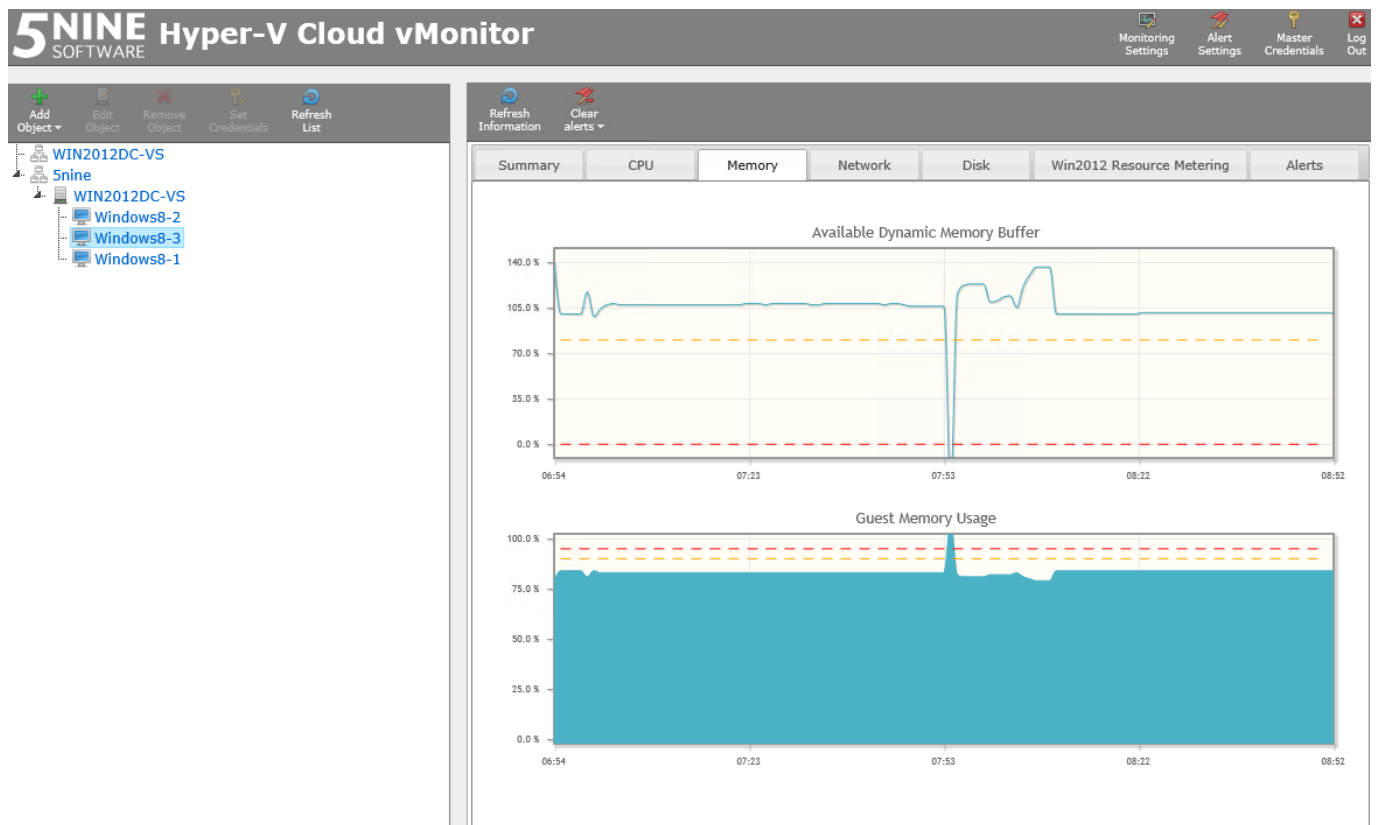 5NINE SOFTWARE Hyper-V Cloud vMonitor
Monitoring Settings
Alert Settings
Master Credentials
Log Out
Add Object
Edit Object
Remove Object
Set Credentials
Refresh List
WIN2012DC-VS
5nine
WIN2012DC-VS
Windows8-2
Windows8-3
Windows8-1
Refresh Information
Clear alerts
Summary CPU Memory Network Disk Win2012 Resource Metering Alerts
Available Dynamic Memory Buffer
140.0 %
105.0 %
70.0 %
35.0 %
0.0 %
06:54 07:23 07:53 08:22 08:52
Guest Memory Usage
100.0 %
75.0 %
50.0 %
25.0 %
0.0 %
06:54 07:23 07:53 08:22 08:52